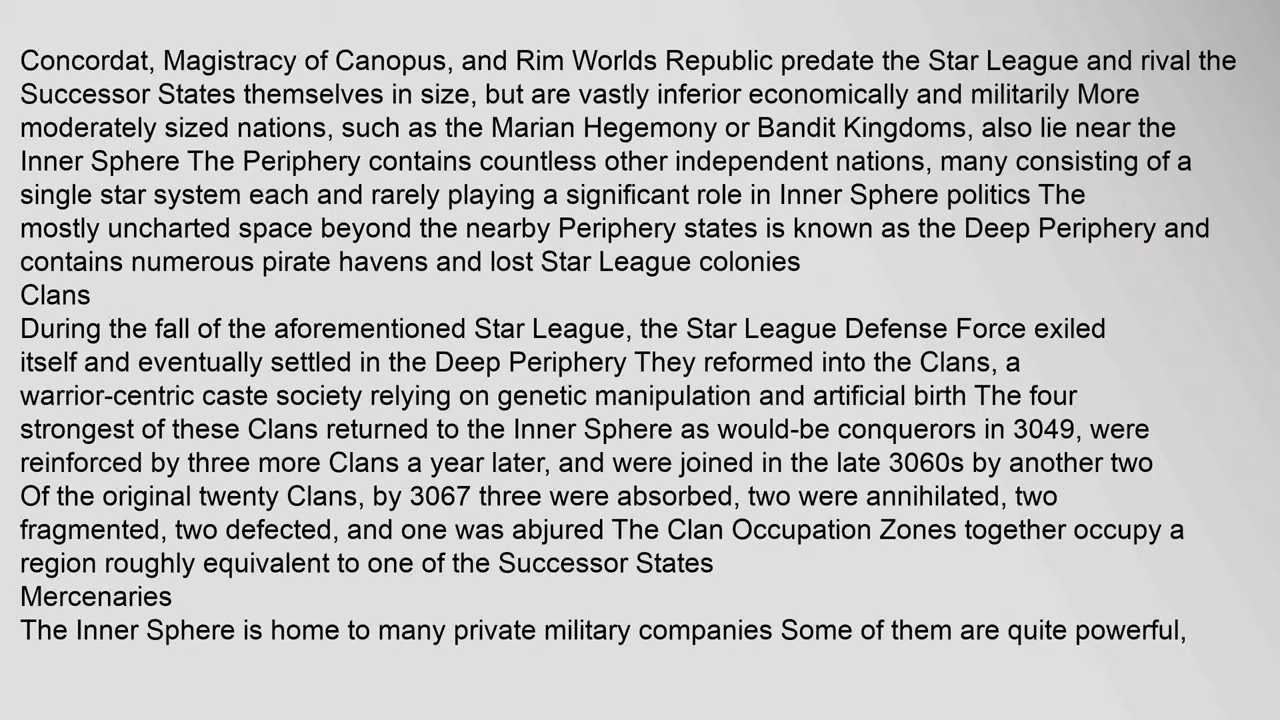 Concordat, Magistracy of Canopus, and Rim Worlds Republic predate the Star League and rival the
Successor States themselves in size, but are vastly inferior economically and militarily More
moderately sized nations, such as the Marian Hegemony or Bandit Kingdoms, also lie near the
Inner Sphere The Periphery contains countless other independent nations, many consisting of a
single star system each and rarely playing a significant role in Inner Sphere politics The
mostly uncharted space beyond the nearby Periphery states is known as the Deep Periphery and
contains numerous pirate havens and lost Star League colonies
Clans
During the fall of the aforementioned Star League, the Star League Defense Force exiled
itself and eventually settled in the Deep Periphery They reformed into the Clans, a
warrior-centric caste society relying on genetic manipulation and artificial birth The four
strongest of these Clans returned to the Inner Sphere as would-be conquerors in 3049, were
reinforced by three more Clans a year later, and were joined in the late 3060s by another two
Of the original twenty Clans, by 3067 three were absorbed, two were annihilated, two
fragmented, two defected, and one was abjured The Clan Occupation Zones together occupy a
region roughly equivalent to one of the Successor States
Mercenaries
The Inner Sphere is home to many private military companies Some of them are quite powerful,